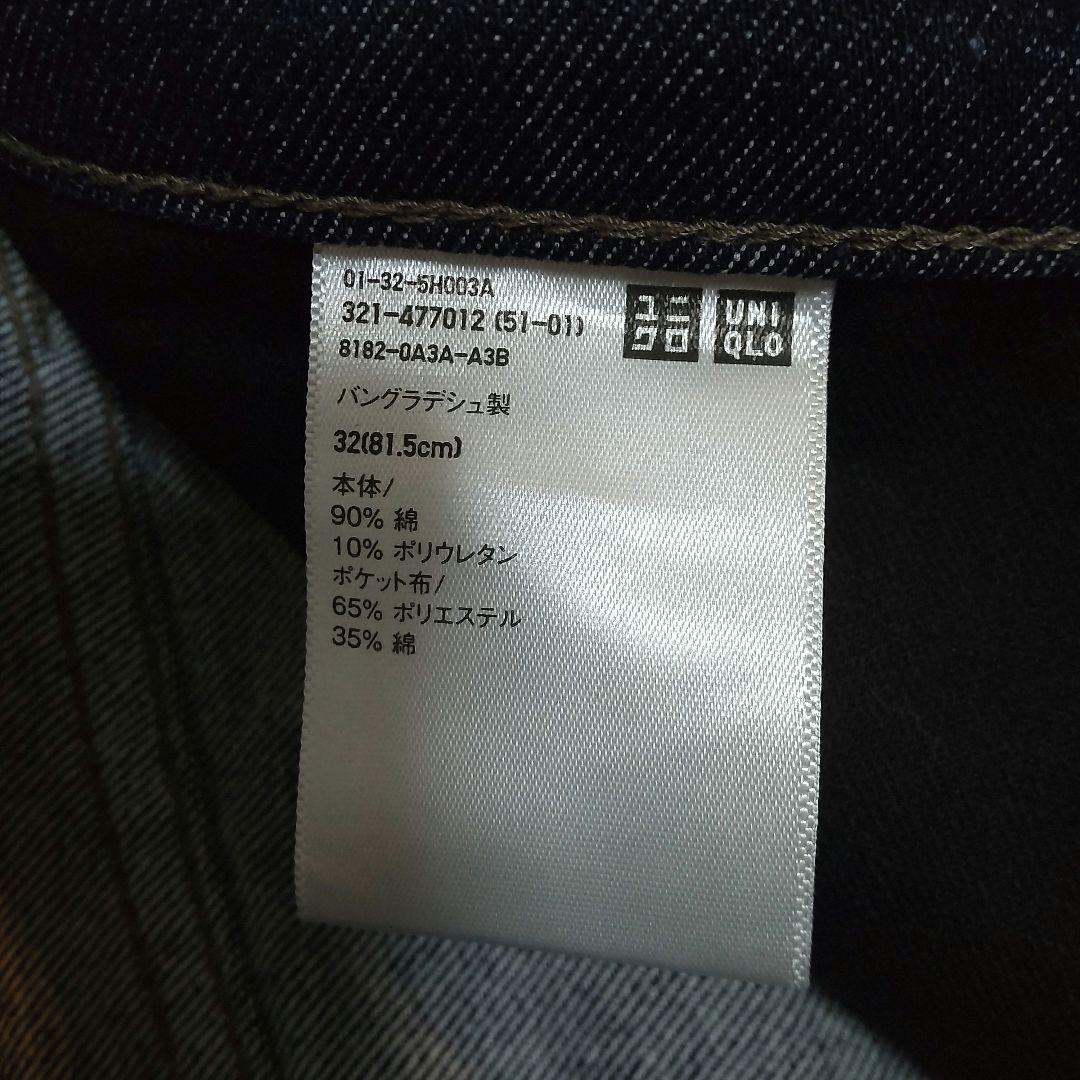 01-32-5H003A
321-477012 (51-01)
8182-0A3A-A3B
ユニ
クロ
UNI
QLO
バングラデシュ製
32(81.5cm)
本体/
90% 綿
10% ポリウレタン
ポケット布/
65% ポリエステル
35% 綿